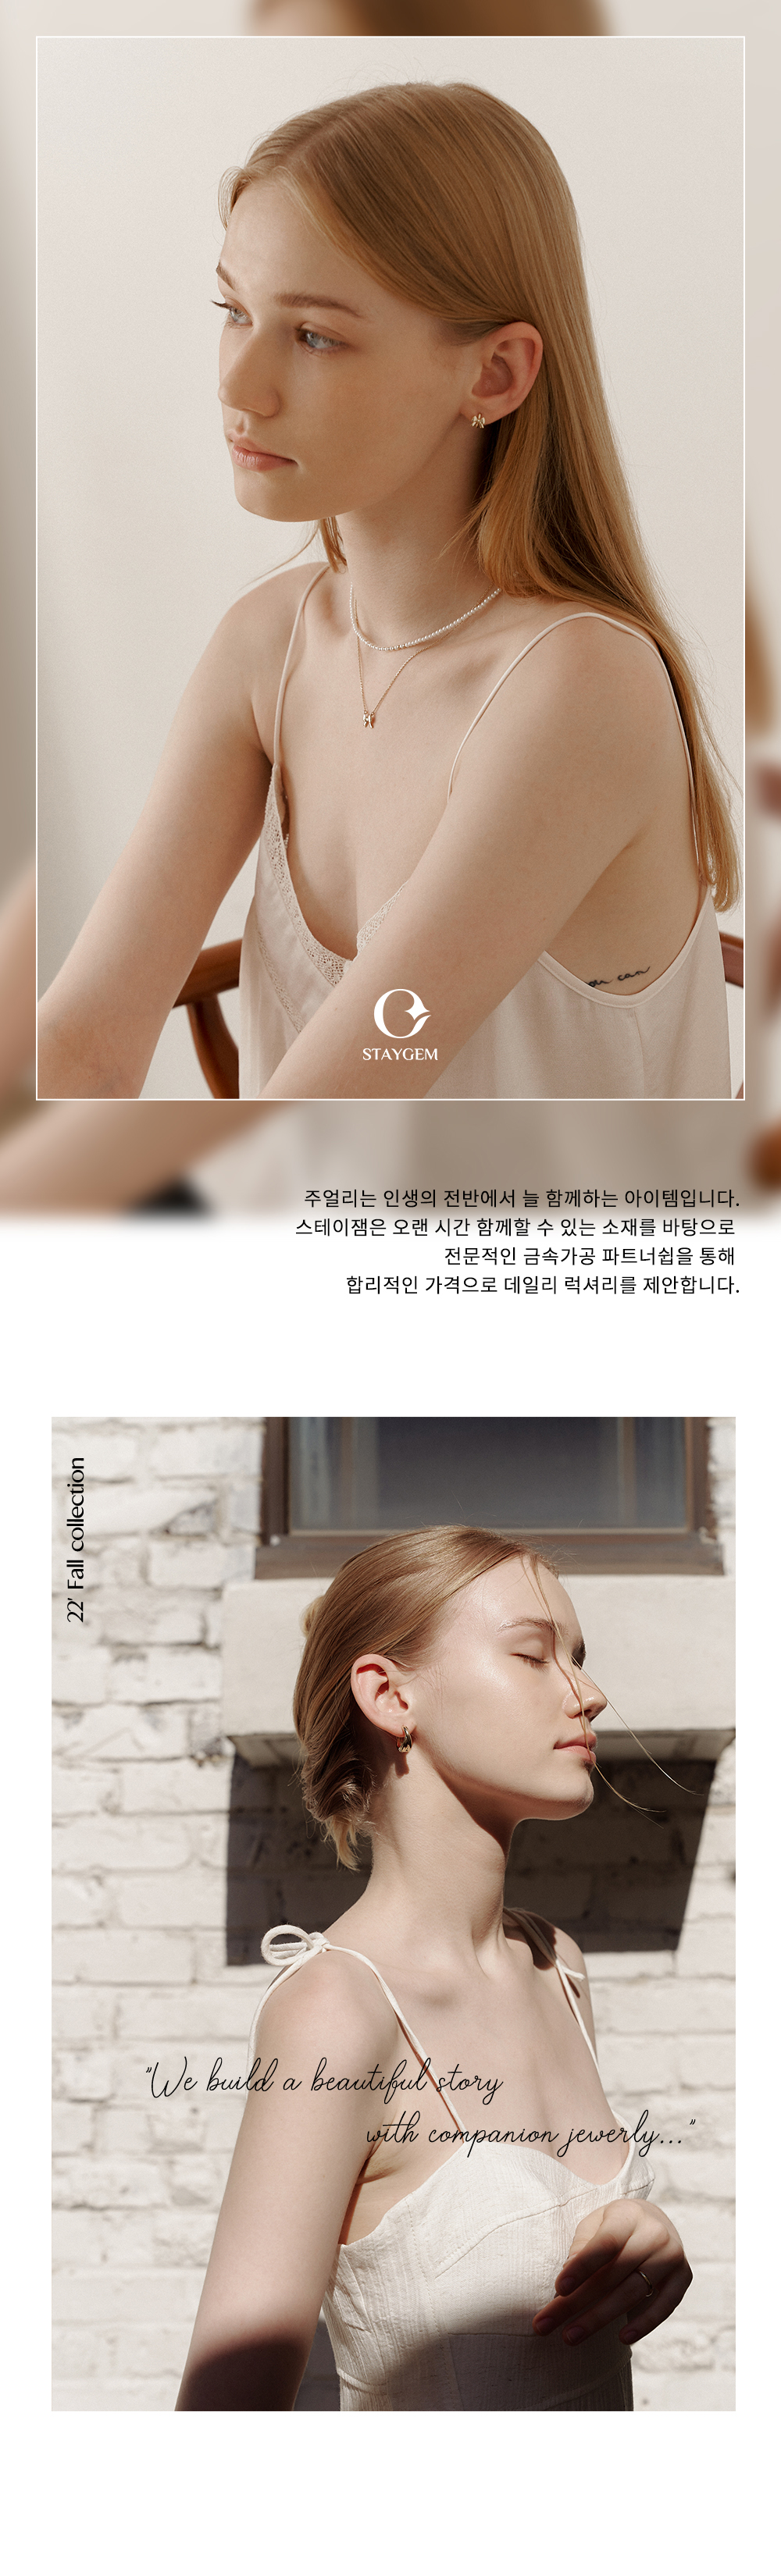 ou can
STAYGEM
주얼리는 인생의 전반에서 늘 함께하는 아이템입니다.
스테이잼은 오랜 시간 함께할 수 있는 소재를 바탕으로
전문적인 금속가공 파트너쉽을 통해
합리적인 가격으로 데일리 럭셔리를 제안합니다.
22' Fall collection
"We build a beautiful story
with companion jewerly..."